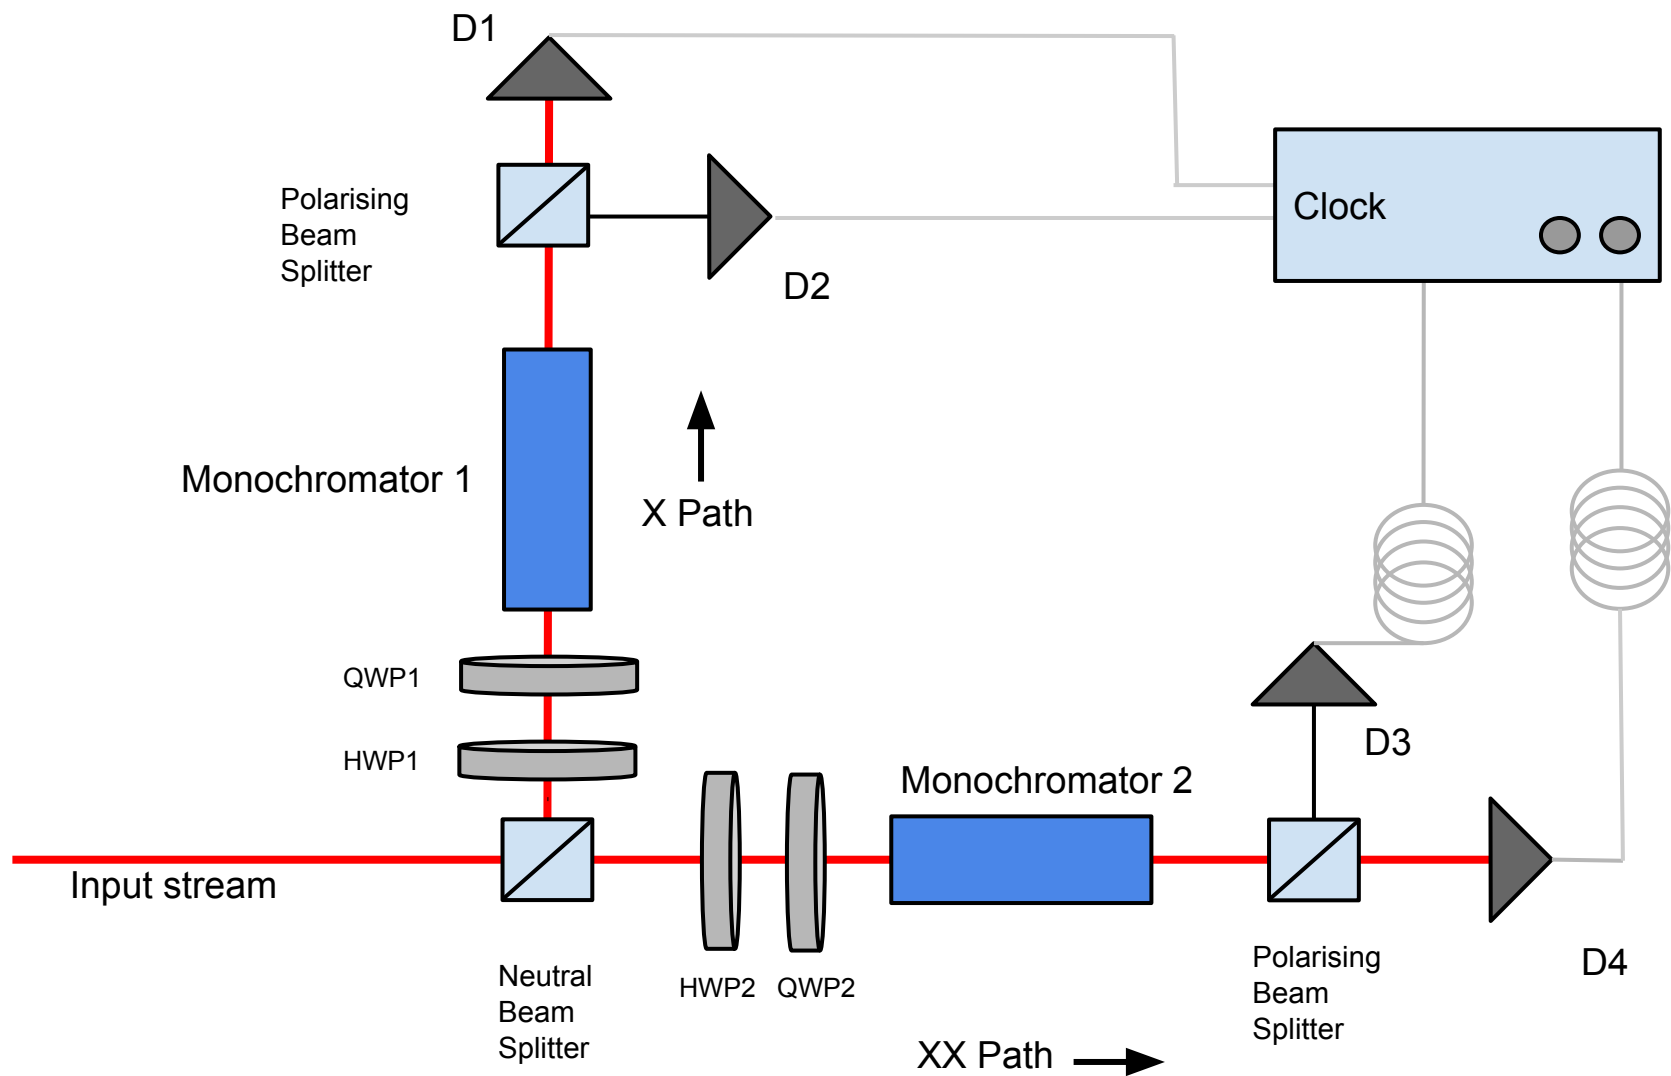 D1
Polarising
Beam
Splitter
Clock
D2
Monochromator 1
X Path
QWP1
HWP1
D3
Monochromator 2
Input stream
Neutral
Beam
Splitter
HWP2
QWP2
Polarising
Beam
Splitter
D4
XX Path